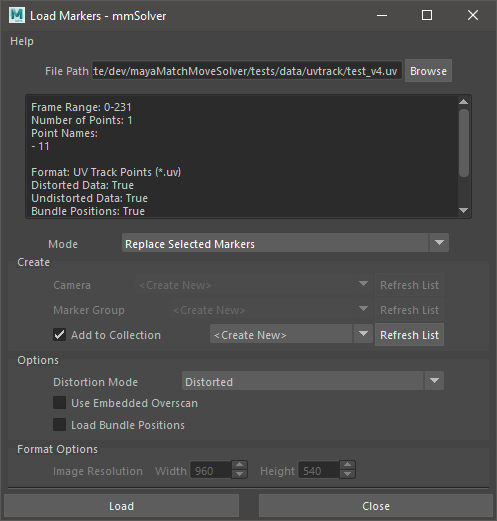 Load Markers - mmSolver
Help
File Path te/dev/mayaMatchMoveSolver/tests/data/uvtrack/test_v4.uv Browse
Frame Range: 0-231
Number of Points: 1
Point Names:
- 11
Format: UV Track Points (*.uv)
Distorted Data: True
Undistorted Data: True
Bundle Positions: True
Mode Replace Selected Markers
Create
Camera <Create New> Refresh List
Marker Group <Create New> Refresh List
Add to Collection <Create New> Refresh List
Options
Distortion Mode Distorted
Use Embedded Overscan
Load Bundle Positions
Format Options
Image Resolution Width 960 Height 540
Load Close